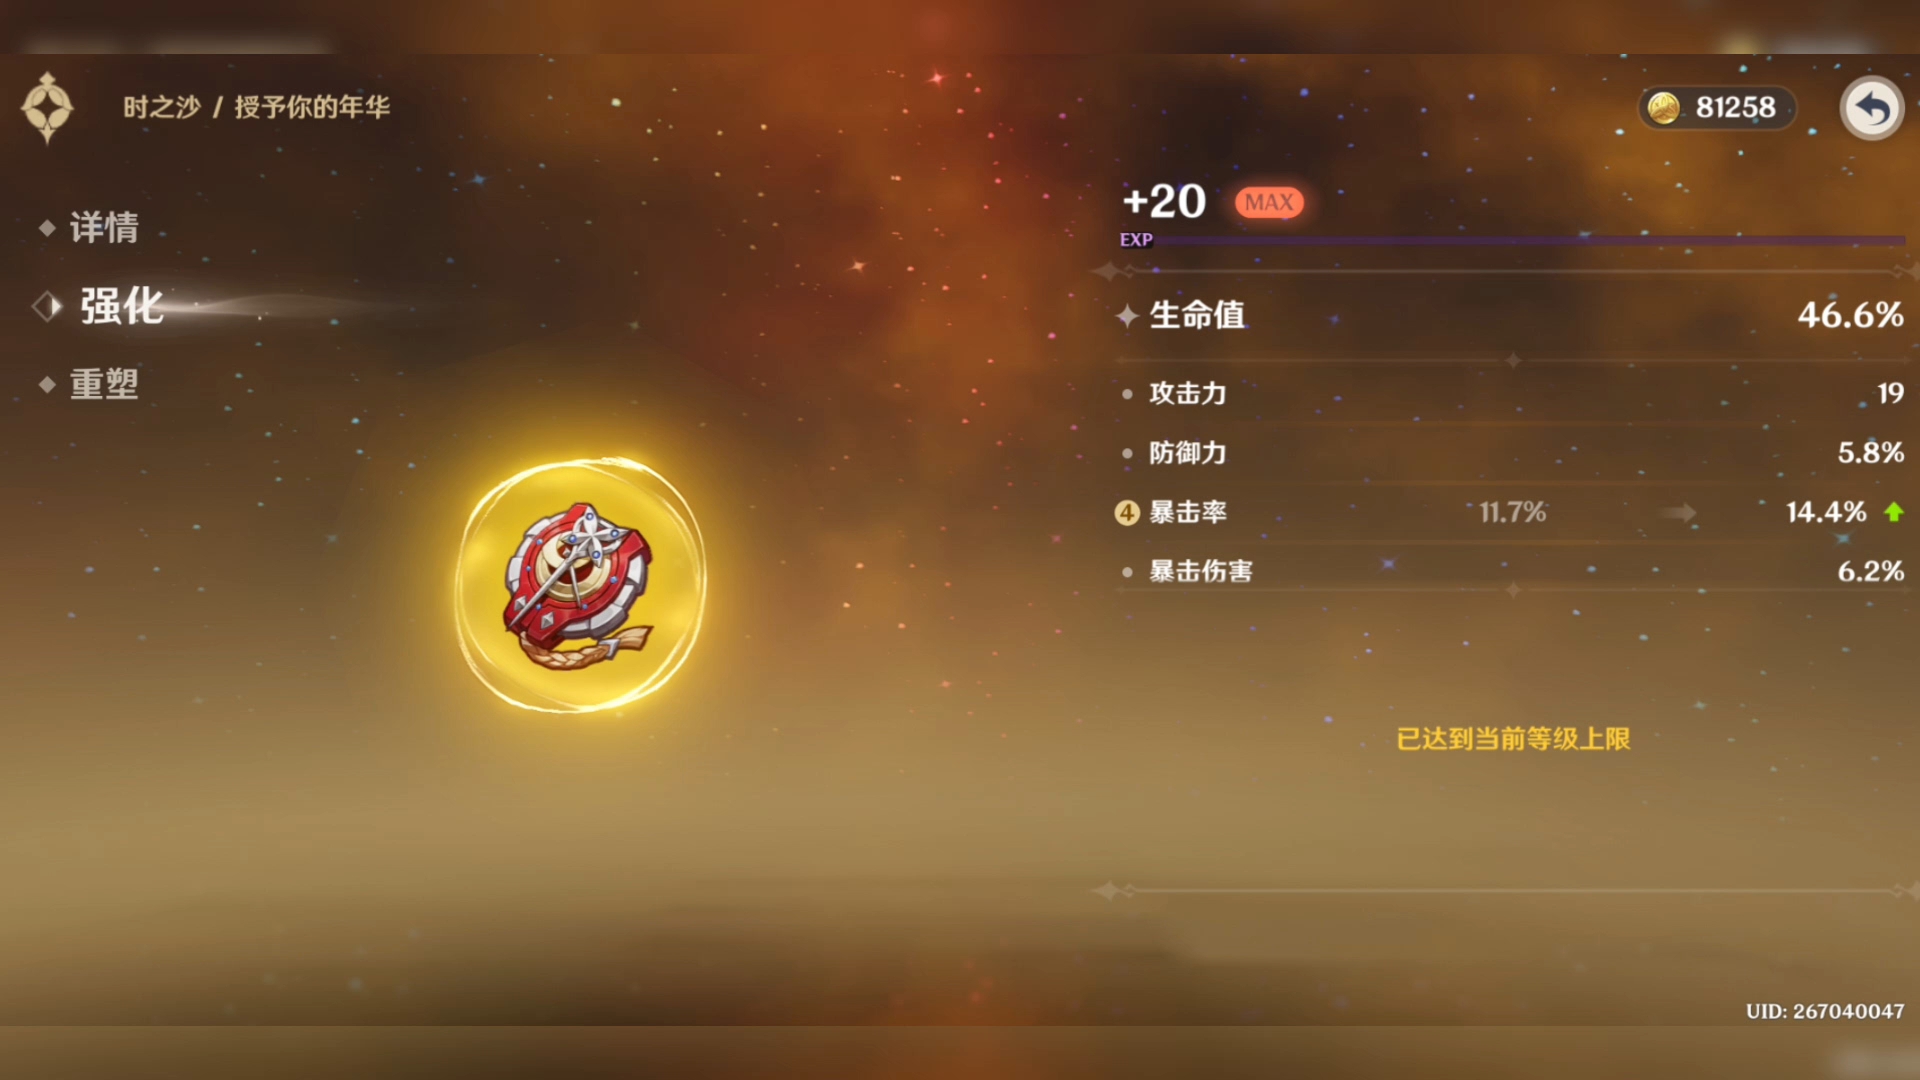 时之沙 / 授予你的年华
81258
详情
强化
重塑
+20 MAX
EXP
生命值 46.6%
攻击力 19
防御力 5.8%
4 暴击率 11.7% 14.4%
暴击伤害 6.2%
已达到当前等级上限
UID: 267040047